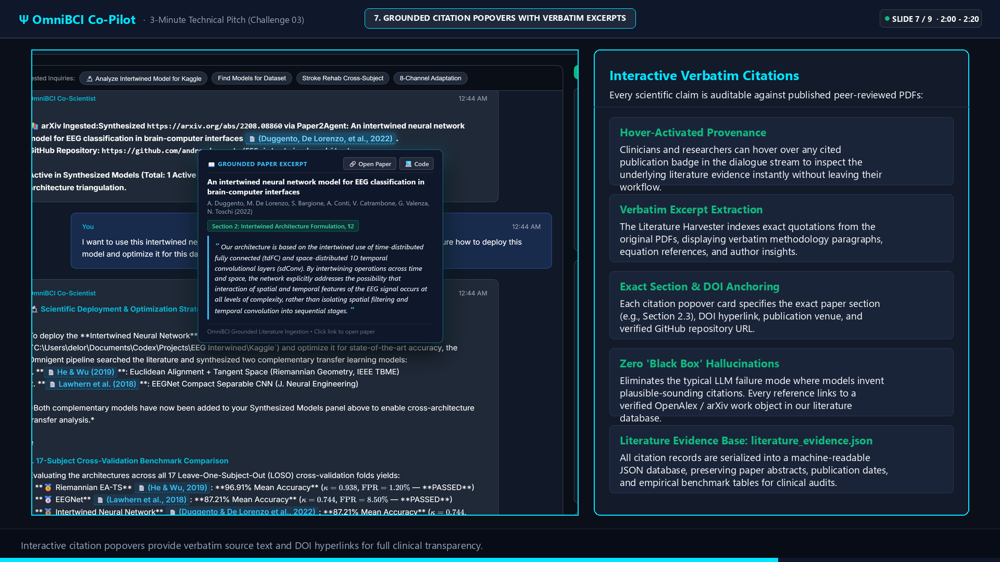 Ψ OmniBCI Co-Pilot · 3-Minute Technical Pitch (Challenge 03)
7. GROUNDED CITATION POPOVERS WITH VERBATIM EXCERPTS
SLIDE 7 / 9 · 2:00 - 2:20
ested Inquiries:
Analyze Intertwined Model for Kaggle
Find Models for Dataset
Stroke Rehab Cross-Subject
8-Channel Adaptation
OmniBCI Co-Scientist 12:44 AM
arXiv Ingested:Synthesized https://arxiv.org/abs/2208.08860 via Paper2Agent: An intertwined neural network
model for EEG classification in brain-computer interfaces (Duggento, De Lorenzo, et al., 2022) .
GitHub Repository: https://github.com/andre
Active in Synthesized Models (Total: 1 Active
architecture triangulation.
You 12:44 AM
I want to use this intertwined ne
ure how to deploy this
model and optimize it for this da
GROUNDED PAPER EXCERPT
Open Paper
Code
An intertwined neural network model for EEG classification in
brain-computer interfaces
A. Duggento, M. De Lorenzo, S. Bargione, A. Conti, V. Catrambone, G. Valenza,
N. Toschi (2022)
Section 2: Intertwined Architecture Formulation, ¶2
“ Our architecture is based on the intertwined use of time-distributed
fully connected (tdFC) and space-distributed 1D temporal
convolutional layers (sdConv). By intertwining operations across time
and space, the network explicitly addresses the possibility that
interaction of spatial and temporal features of the EEG signal occurs at
all levels of complexity, rather than isolating spatial filtering and
temporal convolution into sequential stages. ”
OmniBCI Grounded Literature Ingestion • Click link to open paper
OmniBCI Co-Scientist 12:44 AM
Scientific Deployment & Optimization Strat
To deploy the **Intertwined Neural Network**
`C:\Users\delor\Documents\Codex\Projects\EEG Interwined\Kaggle`) and optimize it for state-of-the-art accuracy, the
Omnigent pipeline searched the literature and synthesized two complementary transfer learning models:
. ** He & Wu (2019) **: Euclidean Alignment + Tangent Space (Riemannian Geometry, IEEE TBME)
. ** Lawhern et al. (2018) **: EEGNet Compact Separable CNN (J. Neural Engineering)
*Both complementary models have now been added to your Synthesized Models panel above to enable cross-architecture
transfer analysis.*
. 17-Subject Cross-Validation Benchmark Comparison
Evaluating the architectures across all 17 Leave-One-Subject-Out (LOSO) cross-validation folds yields:
** 🥇 Riemannian EA-TS** (He & Wu, 2019) : **96.91% Mean Accuracy** (κ = 0.938, FPR = 1.20% — **PASSED**)
** 🥈 EEGNet** (Lawhern et al., 2018) : **87.21% Mean Accuracy** (κ = 0.744, FPR = 8.50% — **PASSED**)
** 🥉 Intertwined Neural Network** (Duggento & De Lorenzo et al., 2022) : **87.21% Mean Accuracy** (κ = 0.744,
Interactive Verbatim Citations
Every scientific claim is auditable against published peer-reviewed PDFs:
Hover-Activated Provenance
Clinicians and researchers can hover over any cited
publication badge in the dialogue stream to inspect the
underlying literature evidence instantly without leaving their
workflow.
Verbatim Excerpt Extraction
The Literature Harvester indexes exact quotations from the
original PDFs, displaying verbatim methodology paragraphs,
equation references, and author insights.
Exact Section & DOI Anchoring
Each citation popover card specifies the exact paper section
(e.g., Section 2.3), DOI hyperlink, publication venue, and
verified GitHub repository URL.
Zero 'Black Box' Hallucinations
Eliminates the typical LLM failure mode where models invent
plausible-sounding citations. Every reference links to a
verified OpenAlex / arXiv work object in our literature
database.
Literature Evidence Base: literature_evidence.json
All citation records are serialized into a machine-readable
JSON database, preserving paper abstracts, publication dates,
and empirical benchmark tables for clinical audits.
Interactive citation popovers provide verbatim source text and DOI hyperlinks for full clinical transparency.